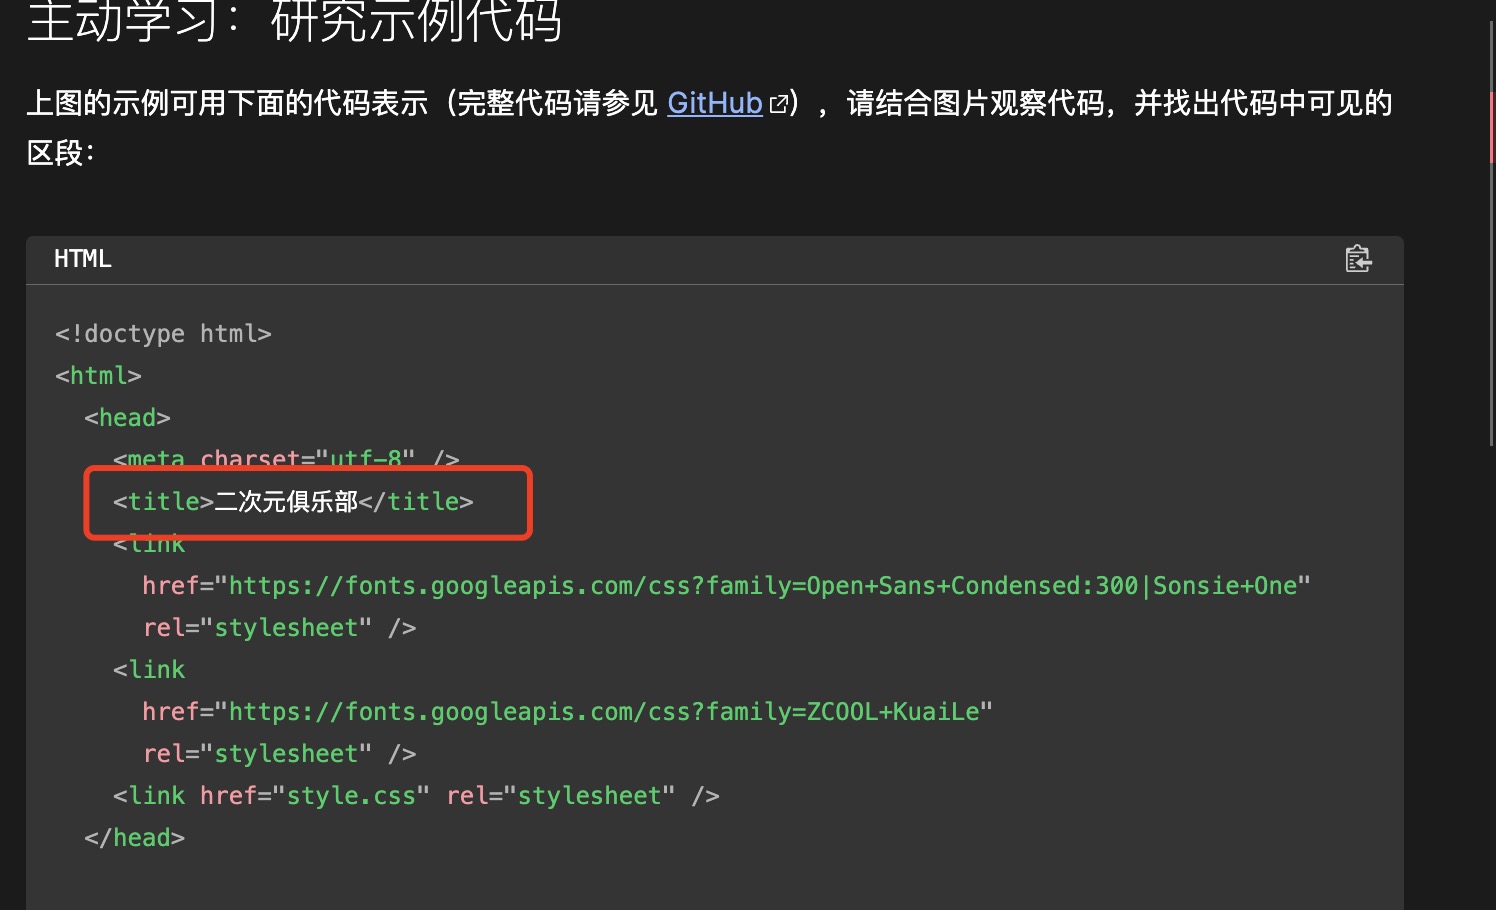 主动学习：研究示例代码
上图的示例可用下面的代码表示（完整代码请参见 GitHub），请结合图片观察代码，并找出代码中可见的
区段：
HTML
<!doctype html>
<html>
<head>
<meta charset="utf-8" />
<title>二次元俱乐部</title>
<link
href="https://fonts.googleapis.com/css?family=Open+Sans+Condensed:300|Sonsie+One"
rel="stylesheet" />
<link
href="https://fonts.googleapis.com/css?family=ZCOOL+KuaiLe"
rel="stylesheet" />
<link href="style.css" rel="stylesheet" />
</head>